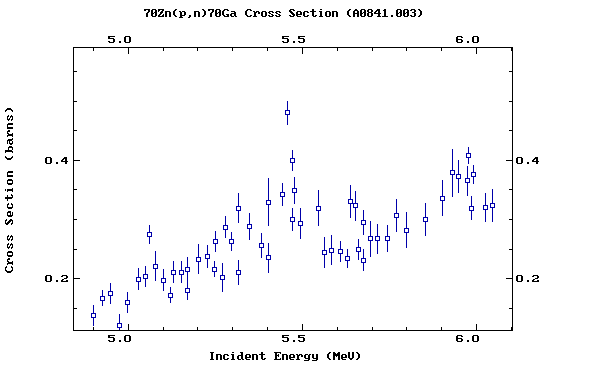 70Zn(p,n)70Ga Cross Section (A0841.003)
5.0 5.5 6.0
Cross Section (barns)
0.4 0.4
0.2 0.2
5.0 5.5 6.0
Incident Energy (MeV)